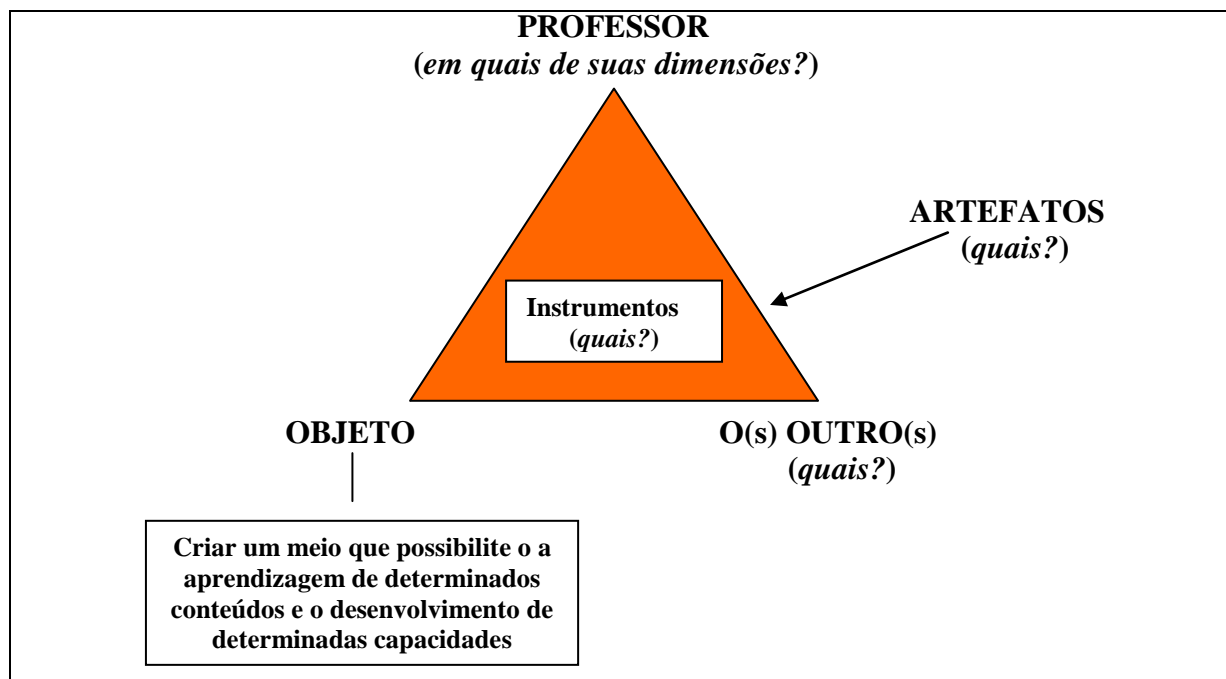 PROFESSOR
(em quais de suas dimensões?)
ARTEFATOS
(quais?)
Instrumentos
(quais?)
OBJETO
O(s) OUTRO(s)
(quais?)
Criar um meio que possibilite o a
aprendizagem de determinados
conteúdos e o desenvolvimento de
determinadas capacidades